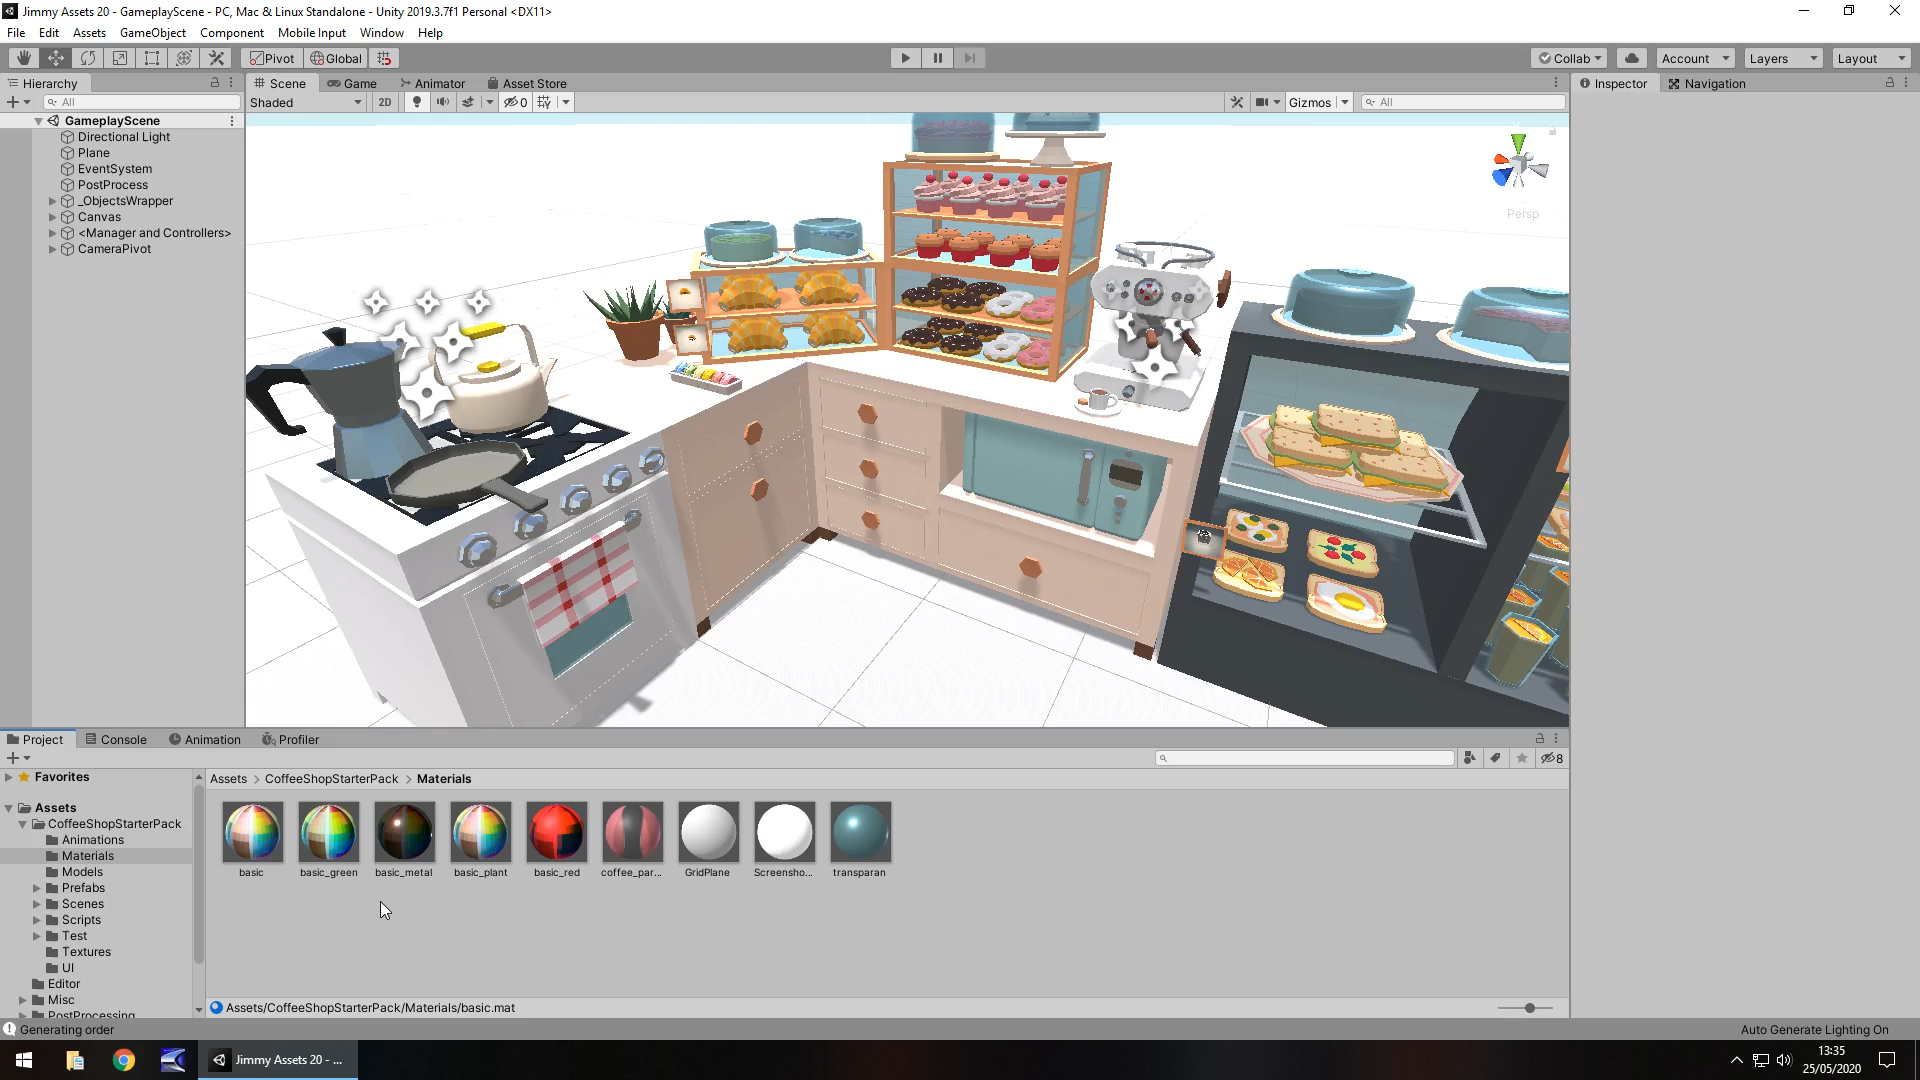 Jimmy Assets 20 - GameplayScene - PC, Mac & Linux Standalone - Unity 2019.3.7f1 Personal <DX11>
File Edit Assets GameObject Component Mobile Input Window Help
Pivot Global Collab Account Layers Layout
Hierarchy
Scene Game Animator Asset Store
Inspector Navigation
All
Shaded 2D 0 Gizmos All
GameplayScene
Directional Light
Plane
EventSystem
PostProcess
_ObjectsWrapper
Canvas
<Manager and Controllers>
CameraPivot
Persp
Project Console Animation Profiler
8
Favorites
Assets
CoffeeShopStarterPack
Animations
Materials
Models
Prefabs
Scenes
Scripts
Test
Textures
UI
Editor
Misc
PostProcessing
Assets > CoffeeShopStarterPack > Materials
basic basic_green basic_metal basic_plant basic_red coffee_par... GridPlane Screensho... transparan
Assets/CoffeeShopStarterPack/Materials/basic.mat
Generating order
Auto Generate Lighting On
Jimmy Assets 20 - ...
13:35
25/05/2020